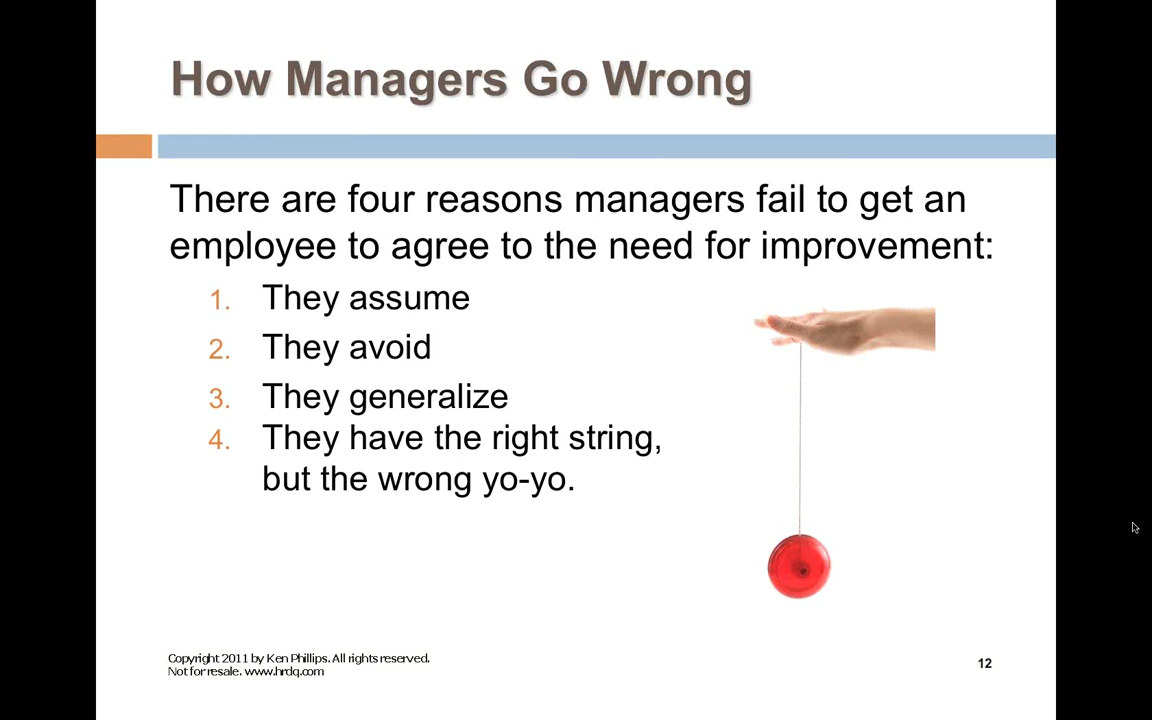 How Managers Go Wrong
There are four reasons managers fail to get an
employee to agree to the need for improvement:
1. They assume
2. They avoid
3. They generalize
4. They have the right string,
but the wrong yo-yo.
Copyright 2011 by Ken Phillips. All rights reserved.
Not for resale. www.hrdq.com
12